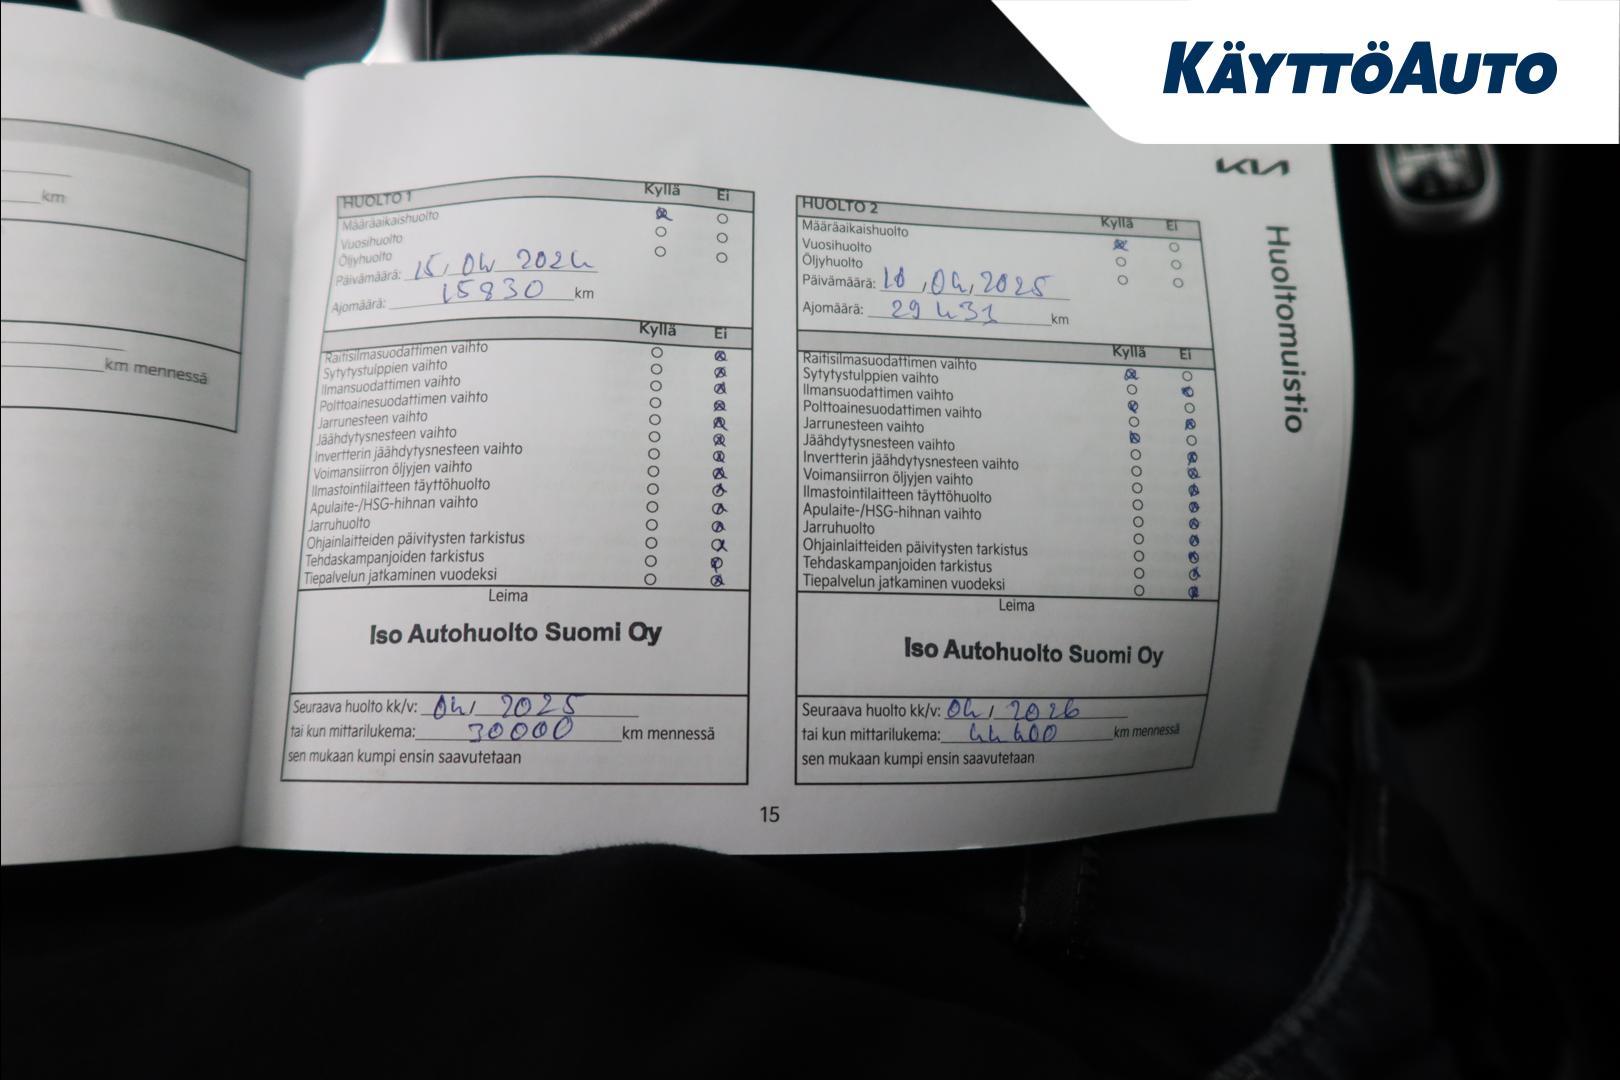 KÄYTTÖAUTO
KIA
Huoltomuistio
km
km mennessä
HUOLTO 1 Kyllä Ei
Määräaikaishuolto
Vuosihuolto
Öljyhuolto
Päivämäärä: 15.04 2024
Ajomäärä: 15830 km
Kyllä Ei
Raitisilmasuodattimen vaihto
Sytytystulppien vaihto
Ilmansuodattimen vaihto
Polttoainesuodattimen vaihto
Jarrunesteen vaihto
Jäähdytysnesteen vaihto
Invertterin jäähdytysnesteen vaihto
Voimansiirron öljyjen vaihto
Ilmastointilaitteen täyttöhuolto
Apulaite-/HSG-hihnan vaihto
Jarruhuolto
Ohjainlaitteiden päivitysten tarkistus
Tehdaskampanjoiden tarkistus
Tiepalvelun jatkaminen vuodeksi
Leima
Iso Autohuolto Suomi Oy
Seuraava huolto kk/v: 04/ 2025
tai kun mittarilukema: 30000 km mennessä
sen mukaan kumpi ensin saavutetaan
HUOLTO 2 Kyllä Ei
Määräaikaishuolto
Vuosihuolto
Öljyhuolto
Päivämäärä: 10.04.2025
Ajomäärä: 29431 km
Kyllä Ei
Raitisilmasuodattimen vaihto
Sytytystulppien vaihto
Ilmansuodattimen vaihto
Polttoainesuodattimen vaihto
Jarrunesteen vaihto
Jäähdytysnesteen vaihto
Invertterin jäähdytysnesteen vaihto
Voimansiirron öljyjen vaihto
Ilmastointilaitteen täyttöhuolto
Apulaite-/HSG-hihnan vaihto
Jarruhuolto
Ohjainlaitteiden päivitysten tarkistus
Tehdaskampanjoiden tarkistus
Tiepalvelun jatkaminen vuodeksi
Leima
Iso Autohuolto Suomi Oy
Seuraava huolto kk/v: 04/ 2026
tai kun mittarilukema: 44400 km mennessä
sen mukaan kumpi ensin saavutetaan
15